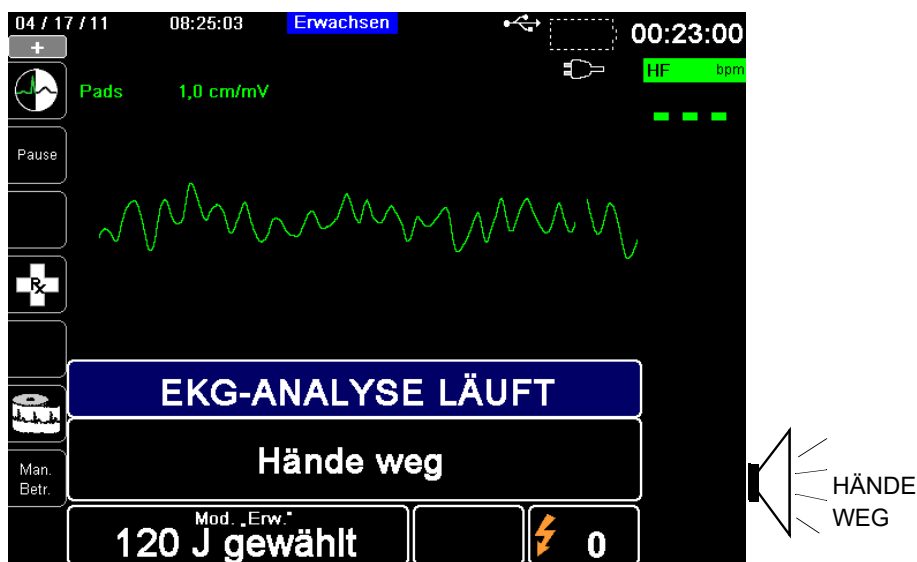 04 / 17 / 11 08:25:03 Erwachsen 00:23:00
+
HF bpm
Pads 1,0 cm/mV
- - -
Pause
Rx
EKG-ANALYSE LÄUFT
Hände weg
Man.
Betr.
Mod. „Erw."
120 J gewählt
0
HÄNDE
WEG